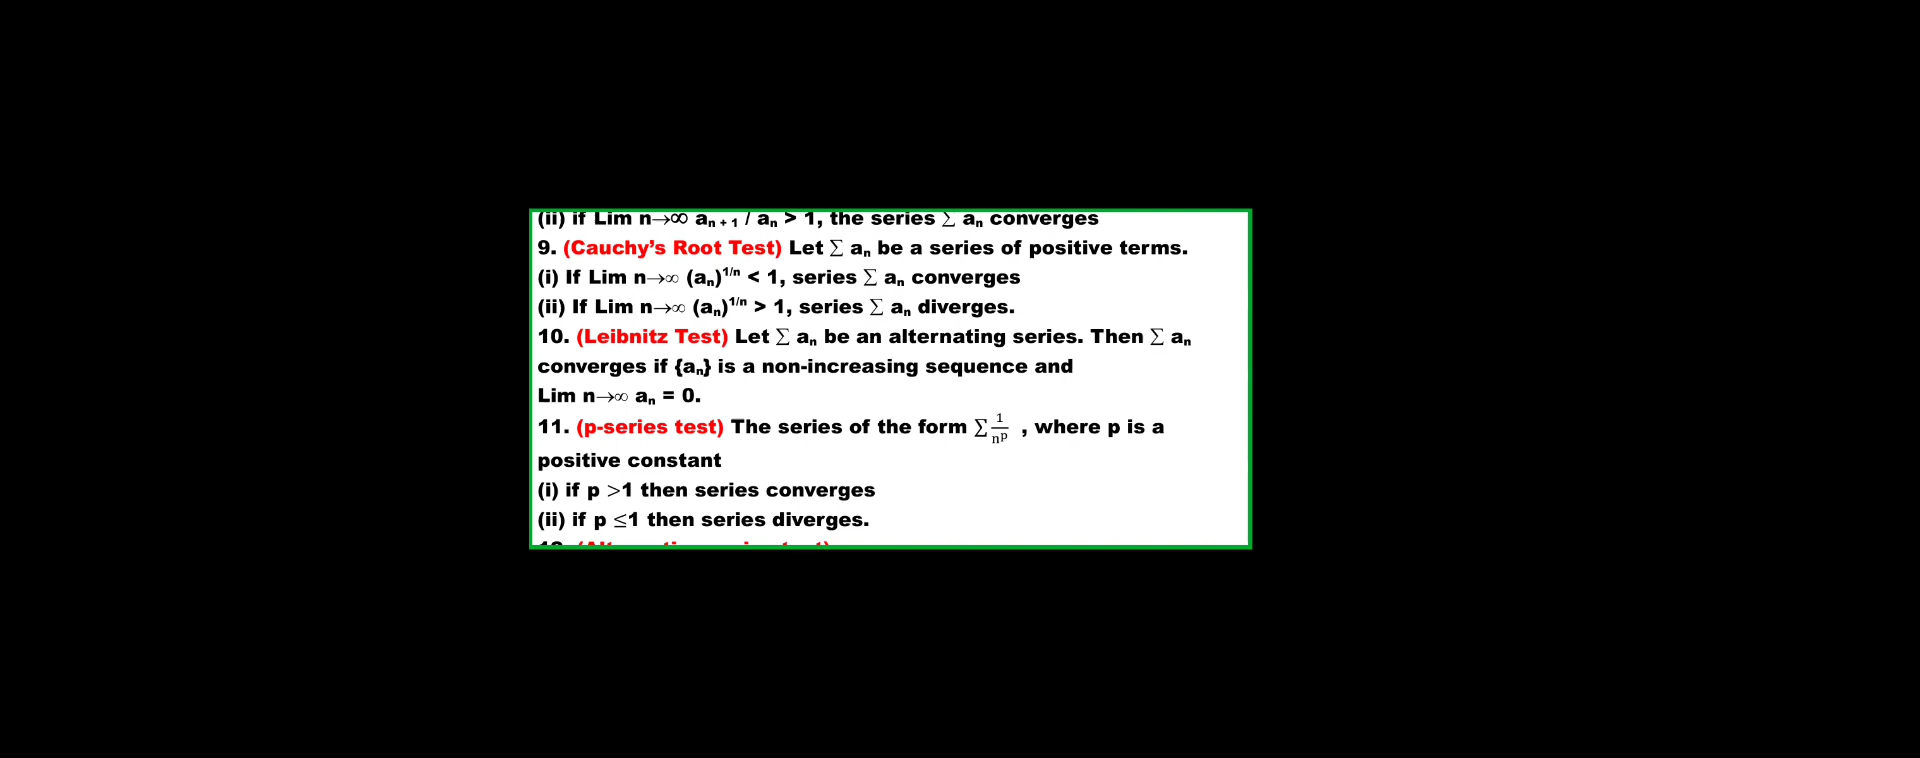 (ii) if Lim n→∞ aₙ ₊ ₁ / aₙ > 1, the series ∑ aₙ converges
9. (Cauchy’s Root Test) Let ∑ aₙ be a series of positive terms.
(i) If Lim n→∞ (aₙ)¹/ⁿ < 1, series ∑ aₙ converges
(ii) If Lim n→∞ (aₙ)¹/ⁿ > 1, series ∑ aₙ diverges.
10. (Leibnitz Test) Let ∑ aₙ be an alternating series. Then ∑ aₙ
converges if {aₙ} is a non-increasing sequence and
Lim n→∞ aₙ = 0.
11. (p-series test) The series of the form ∑ 1/nᵖ , where p is a
positive constant
(i) if p >1 then series converges
(ii) if p ≤1 then series diverges.